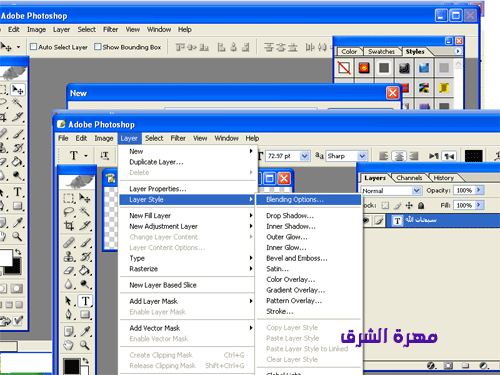 Adobe Photoshop
File Edit Image Layer Select Filter View Window Help
Auto Select Layer Show Bounding Box
Color Swatches Styles
New
Adobe Photoshop
File Edit Image Layer Select Filter View Window Help
T 72.97 pt aa Sharp
New
Duplicate Layer...
Delete
Layer Properties...
Layer Style
New Fill Layer
New Adjustment Layer
Change Layer Content
Layer Content Options...
Type
Rasterize
New Layer Based Slice
Add Layer Mask
Enable Layer Mask
Add Vector Mask
Enable Vector Mask
Create Clipping Mask Ctrl+G
Release Clipping Mask Shift+Ctrl+G
Blending Options...
Drop Shadow...
Inner Shadow...
Outer Glow...
Inner Glow...
Bevel and Emboss...
Satin...
Color Overlay...
Gradient Overlay...
Pattern Overlay...
Stroke...
Copy Layer Style
Paste Layer Style
Paste Layer Style to Linked
Clear Layer Style
Global Light...
Layers Channels History
Normal Opacity: 100%
Lock: Fill: 100%
T سبحات الله
مهرة الشرق